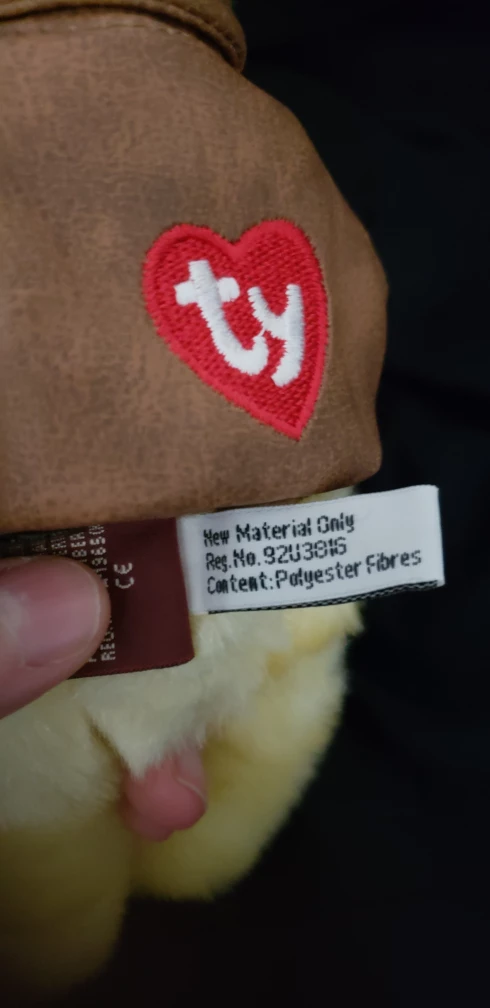 ty
New Material Only
Reg.No.92U3816
Content:Polyester Fibres
CE